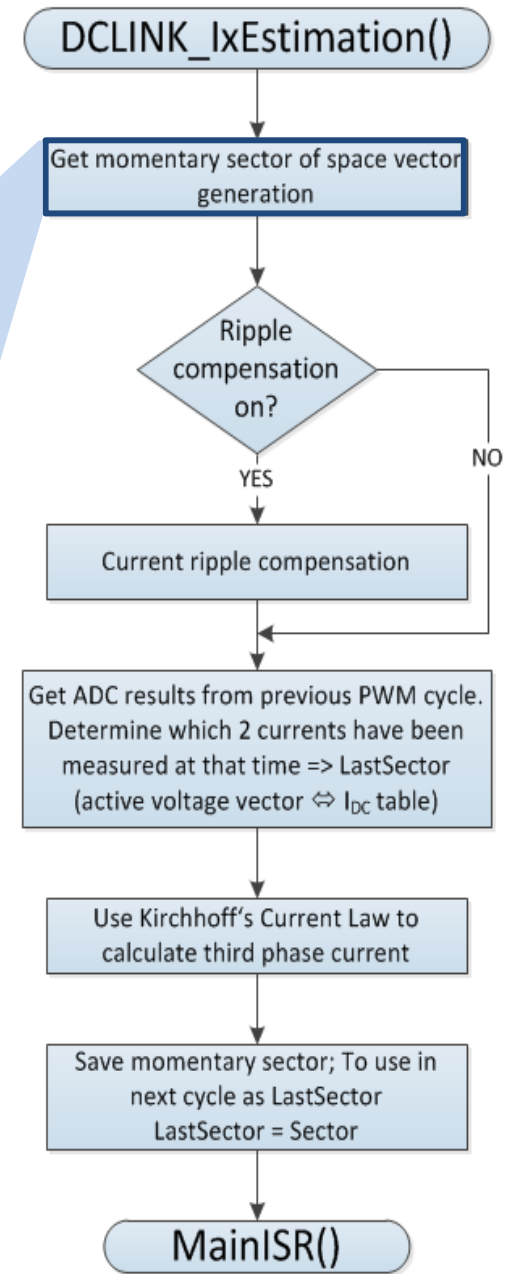 DCLINK_IxEstimation()
Get momentary sector of space vector
generation
Ripple
compensation
on?
NO
YES
Current ripple compensation
Get ADC results from previous PWM cycle.
Determine which 2 currents have been
measured at that time => LastSector
(active voltage vector ⇔ IDC table)
Use Kirchhoff‘s Current Law to
calculate third phase current
Save momentary sector; To use in
next cycle as LastSector
LastSector = Sector
MainISR()